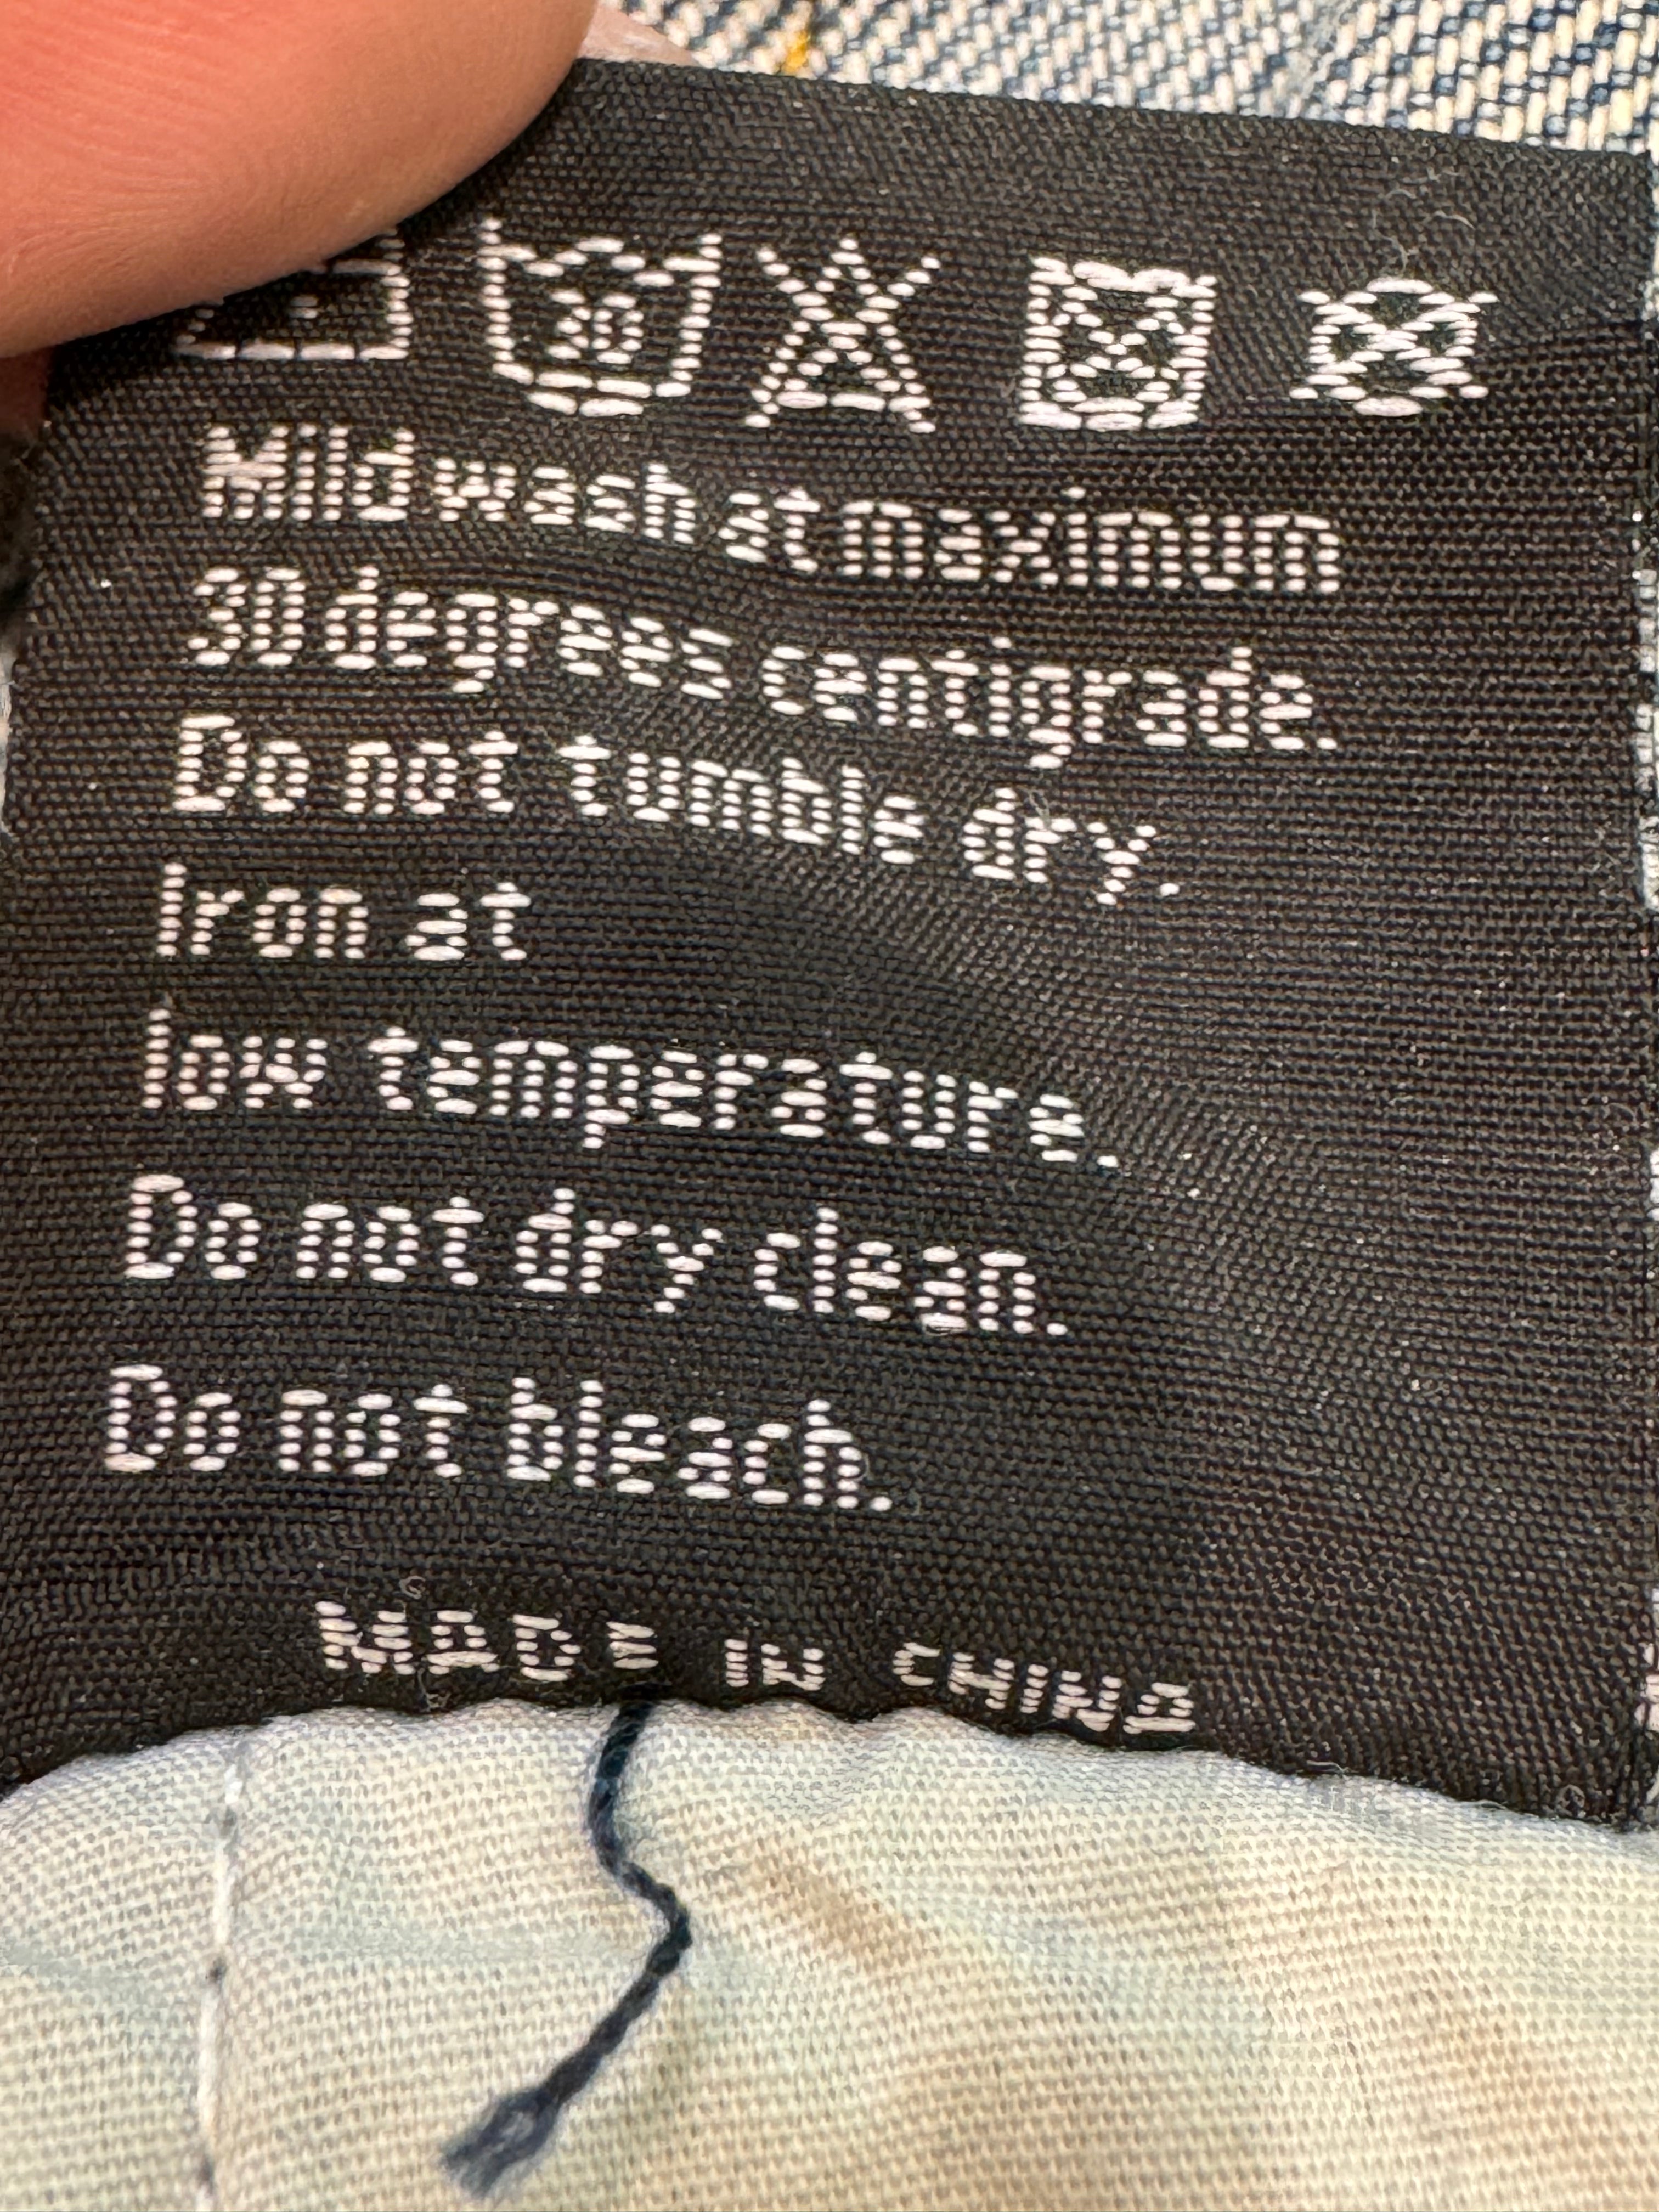 30
Mild wash at maximum
30 degrees centigrade.
Do not tumble dry.
Iron at
low temperature.
Do not dry clean.
Do not bleach.
MADE IN CHINA